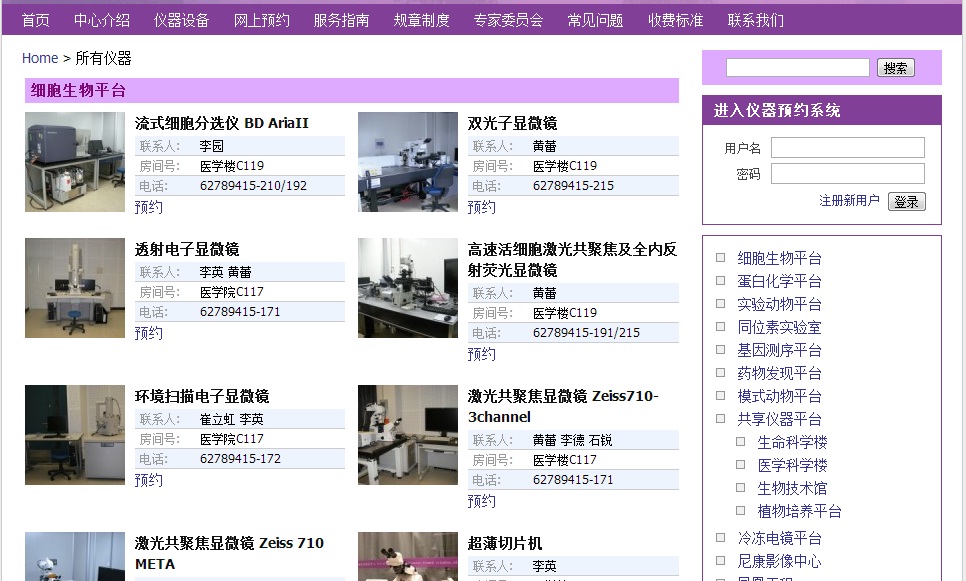 首页 中心介绍 仪器设备 网上预约 服务指南 规章制度 专家委员会 常见问题 收费标准 联系我们
Home > 所有仪器
搜索
细胞生物平台
流式细胞分选仪 BD AriaII
联系人: 李园
房间号: 医学楼C119
电话: 62789415-210/192
预约
双光子显微镜
联系人: 黄蕾
房间号: 医学楼C119
电话: 62789415-215
预约
透射电子显微镜
联系人: 李英 黄蕾
房间号: 医学院C117
电话: 62789415-171
预约
高速活细胞激光共聚焦及全内反
射荧光显微镜
联系人: 黄蕾
房间号: 医学楼C119
电话: 62789415-191/215
预约
环境扫描电子显微镜
联系人: 崔立虹 李英
房间号: 医学院C117
电话: 62789415-172
预约
激光共聚焦显微镜 Zeiss710-
3channel
联系人: 黄蕾 李德 石锐
房间号: 医学楼C117
电话: 62789415-171
预约
激光共聚焦显微镜 Zeiss 710
META
超薄切片机
联系人: 李英
进入仪器预约系统
用户名
密码
注册新用户 登录
细胞生物平台
蛋白化学平台
实验动物平台
同位素实验室
基因测序平台
药物发现平台
模式动物平台
共享仪器平台
生命科学楼
医学科学楼
生物技术馆
植物培养平台
冷冻电镜平台
尼康影像中心